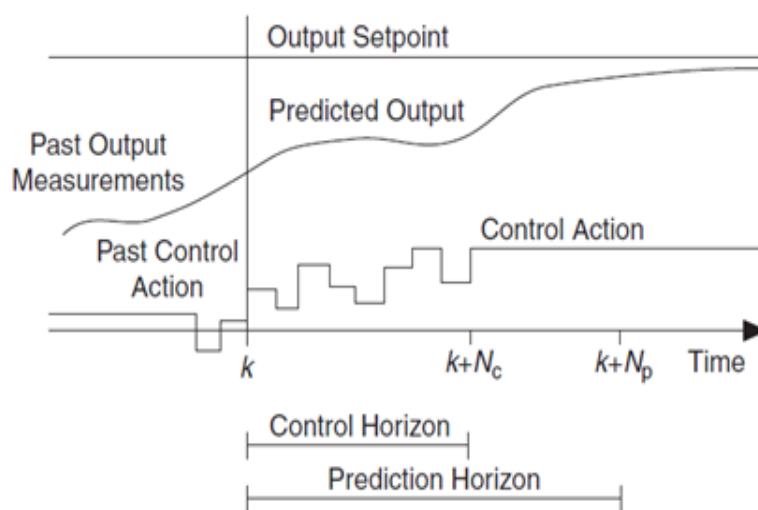 Output Setpoint
Predicted Output
Past Output
Measurements
Past Control
Action
Control Action
k
k+Nc
k+Np
Time
Control Horizon
Prediction Horizon